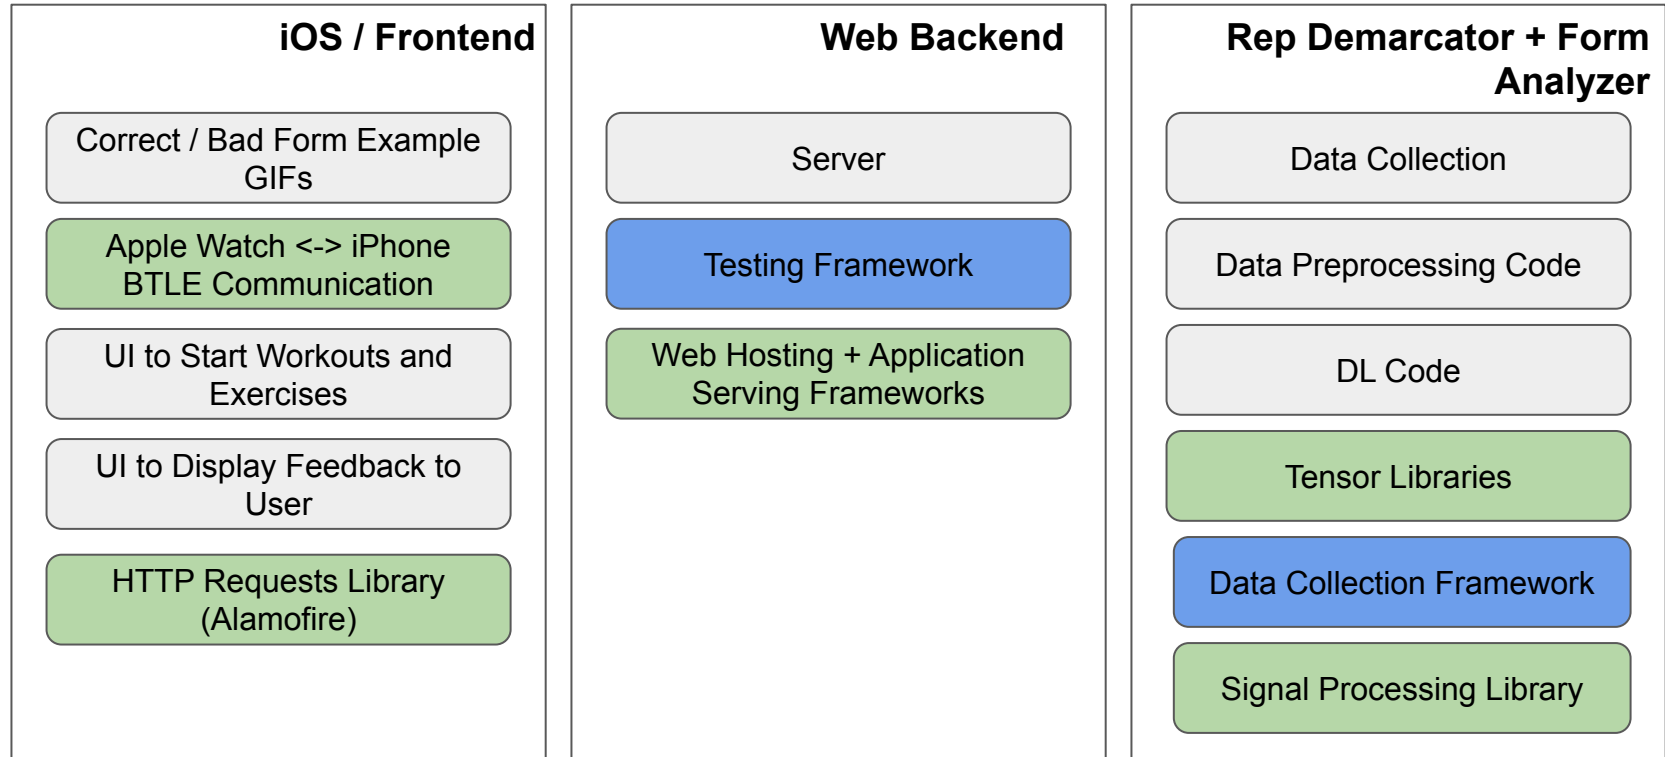 iOS / Frontend
Correct / Bad Form Example
GIFs
Apple Watch <-> iPhone
BTLE Communication
UI to Start Workouts and
Exercises
UI to Display Feedback to
User
HTTP Requests Library
(Alamofire)
Web Backend
Server
Testing Framework
Web Hosting + Application
Serving Frameworks
Rep Demarcator + Form
Analyzer
Data Collection
Data Preprocessing Code
DL Code
Tensor Libraries
Data Collection Framework
Signal Processing Library